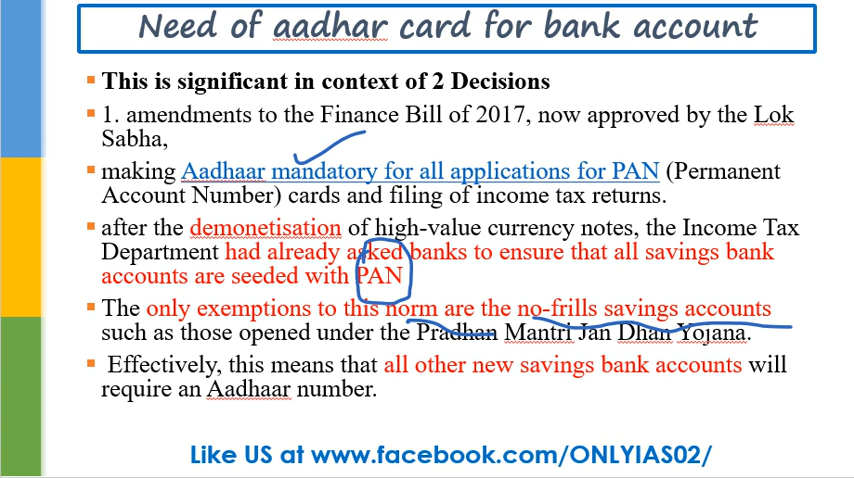 Need of aadhar card for bank account
This is significant in context of 2 Decisions
1. amendments to the Finance Bill of 2017, now approved by the Lok
Sabha,
making Aadhaar mandatory for all applications for PAN (Permanent
Account Number) cards and filing of income tax returns.
after the demonetisation of high-value currency notes, the Income Tax
Department had already asked banks to ensure that all savings bank
accounts are seeded with PAN
The only exemptions to this norm are the no-frills savings accounts
such as those opened under the Pradhan Mantri Jan Dhan Yojana.
Effectively, this means that all other new savings bank accounts will
require an Aadhaar number.
Like US at www.facebook.com/ONLYIAS02/